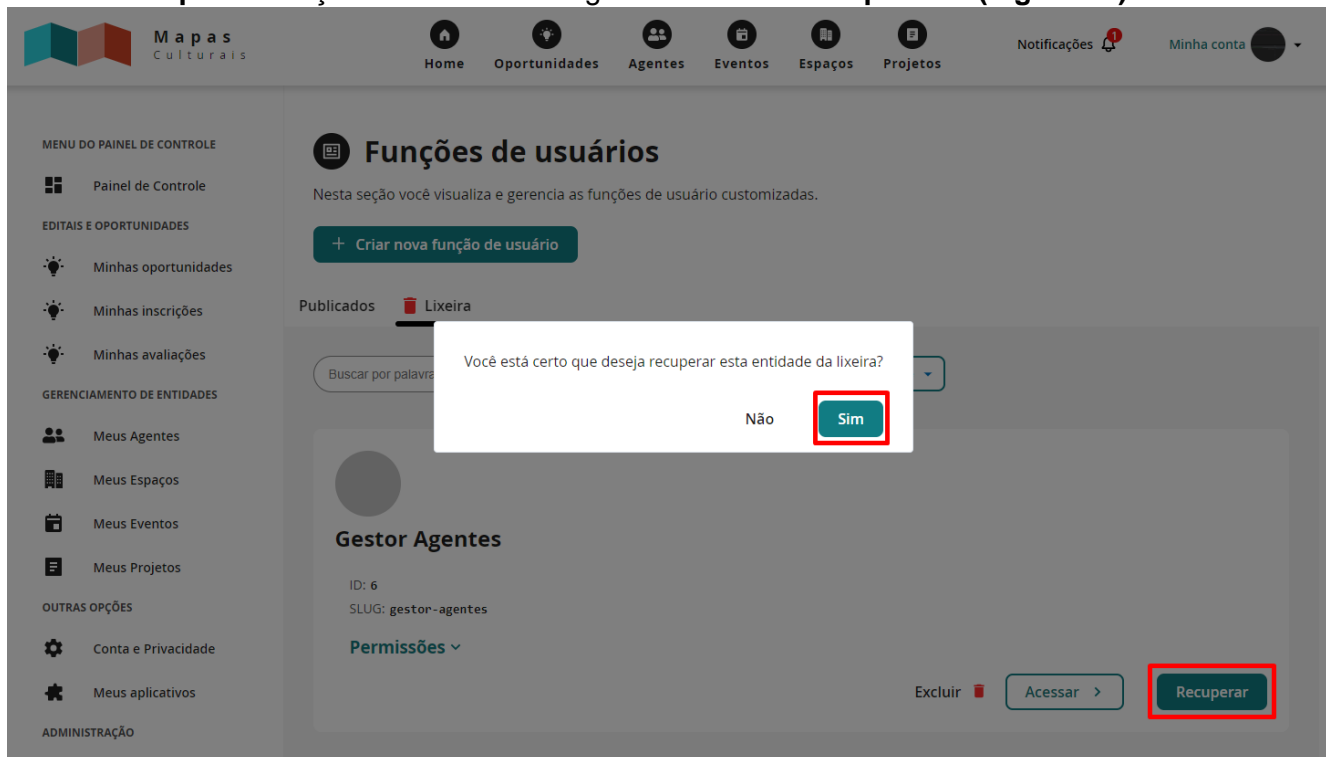 Mapas
Culturais
Home
Oportunidades
Agentes
Eventos
Espaços
Projetos
Notificações
1
Minha conta
MENU DO PAINEL DE CONTROLE
Painel de Controle
EDITAIS E OPORTUNIDADES
Minhas oportunidades
Minhas inscrições
Minhas avaliações
GERENCIAMENTO DE ENTIDADES
Meus Agentes
Meus Espaços
Meus Eventos
Meus Projetos
OUTRAS OPÇÕES
Conta e Privacidade
Meus aplicativos
ADMINISTRAÇÃO
Funções de usuários
Nesta seção você visualiza e gerencia as funções de usuário customizadas.
+ Criar nova função de usuário
Publicados
Lixeira
Buscar por
Você está certo que deseja recuperar esta entidade da lixeira?
Não
Sim
Gestor Agentes
ID: 6
SLUG: gestor-agentes
Permissões
Excluir
Acessar >
Recuperar